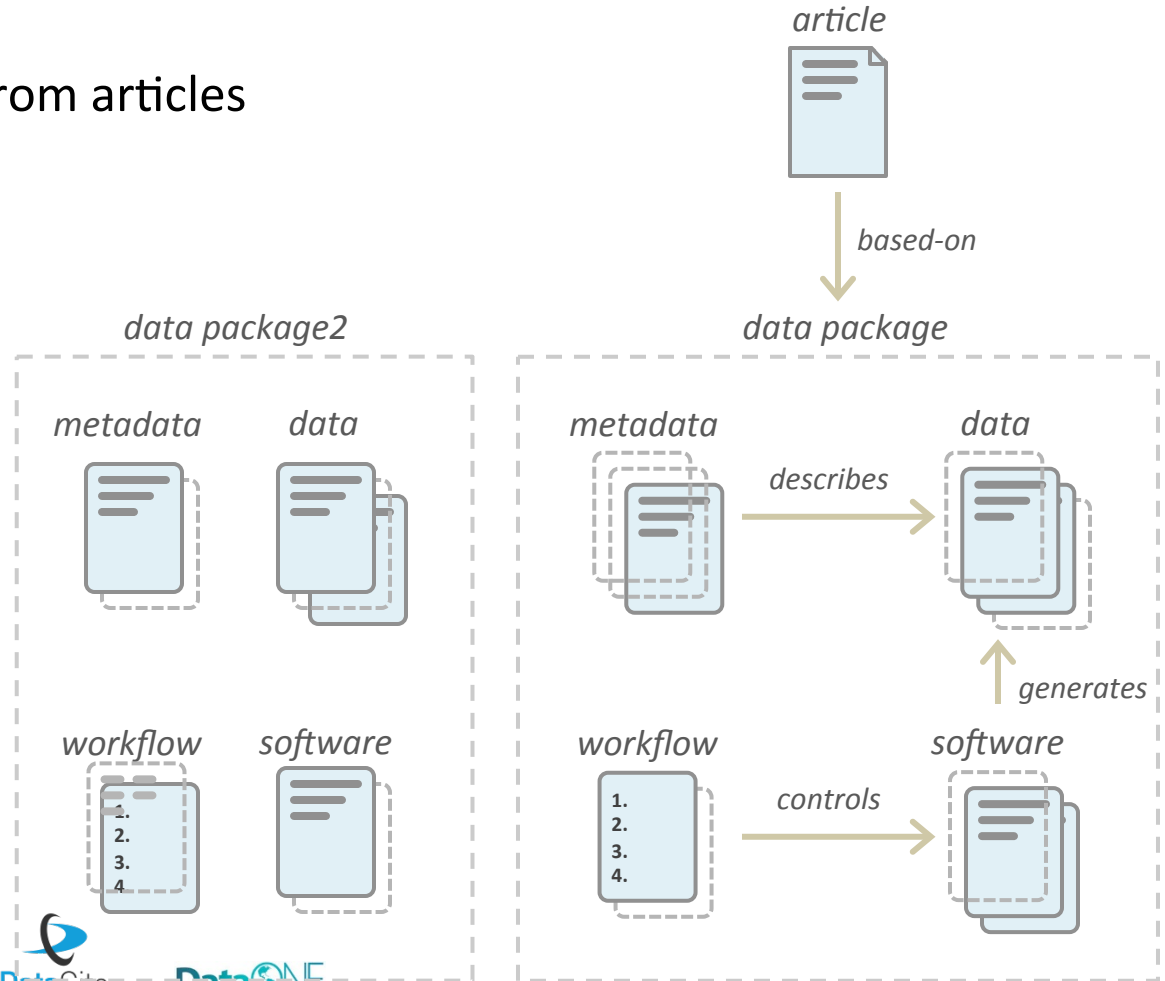 article
rom articles
based-on
data package2
data package
metadata
data
metadata
data
describes
generates
workflow
software
workflow
software
controls
1.
2.
3.
4
1.
2.
3.
4.
DataONE